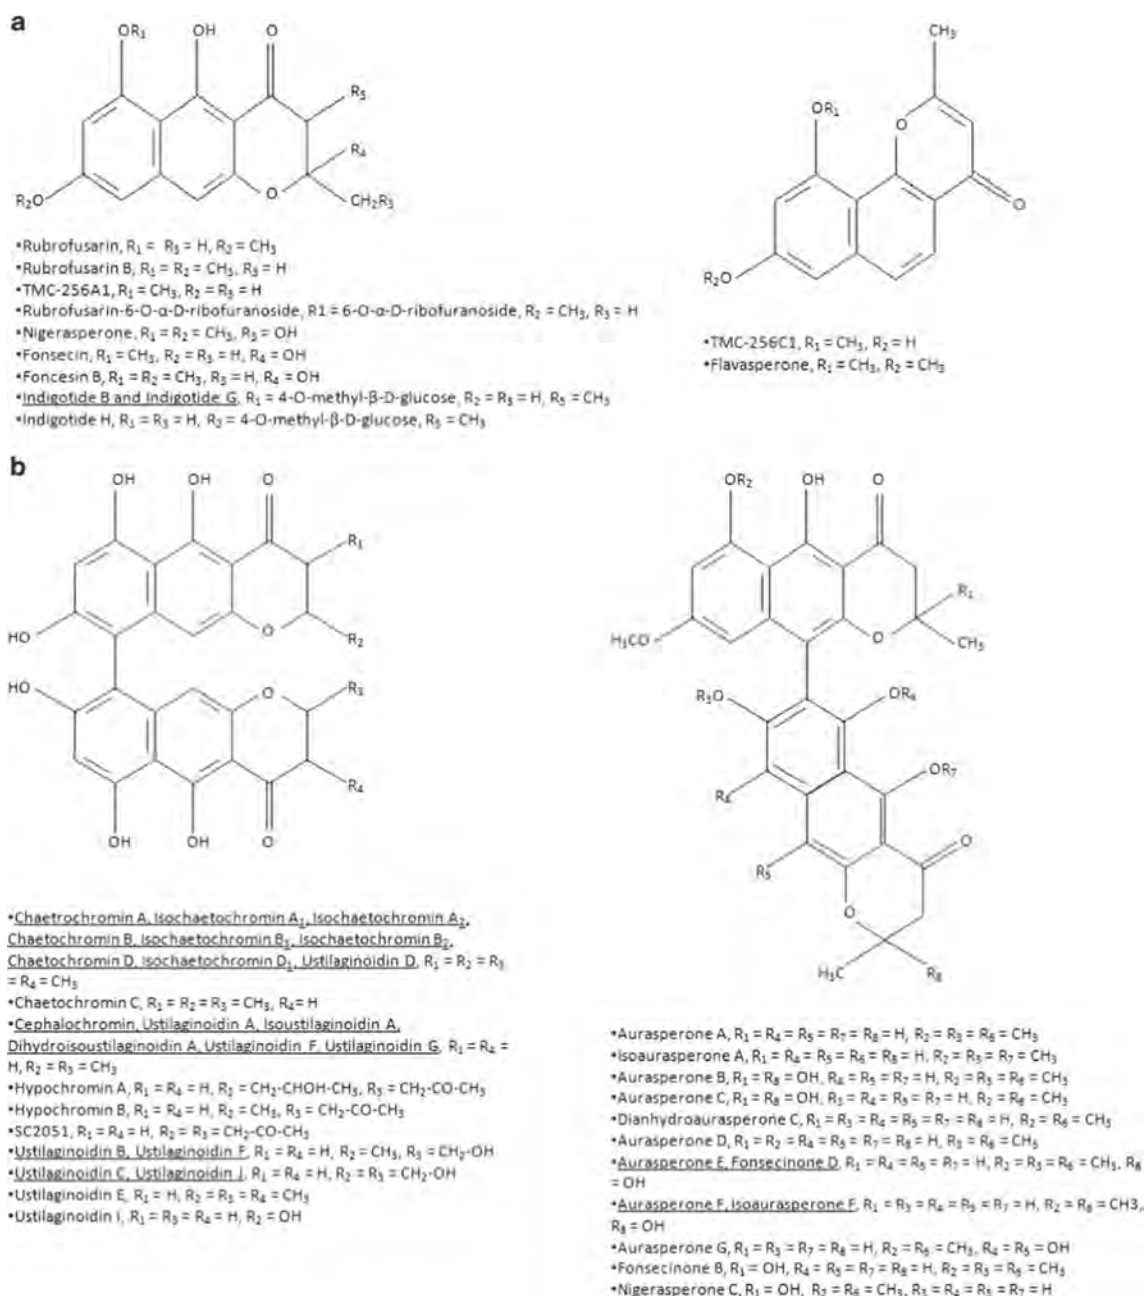 a
OR₁ OH O
R₅
R₄
R₂O O CH₂R₃
•Rubrofusarin, R₁ = R₃ = H, R₂ = CH₃
•Rubrofusarin B, R₁ = R₂ = CH₃, R₃ = H
•TMC-256A1, R₁ = CH₃, R₂ = R₃ = H
•Rubrofusarin-6-O-α-D-ribofuranoside, R1 = 6-O-α-D-ribofuranoside, R₂ = CH₃, R₃ = H
•Nigerasperone, R₁ = R₂ = CH₃, R₃ = OH
•Fonsecin, R₁ = CH₃, R₂ = R₃ = H, R₄ = OH
•Foncesin B, R₁ = R₂ = CH₃, R₃ = H, R₄ = OH
•Indigotide B and Indigotide G, R₁ = 4-O-methyl-β-D-glucose, R₂ = R₃ = H, R₅ = CH₃
•Indigotide H, R₁ = R₃ = H, R₂ = 4-O-methyl-β-D-glucose, R₅ = CH₃
CH₃
OR₁
O
O
R₂O
•TMC-256C1, R₁ = CH₃, R₂ = H
•Flavasperone, R₁ = CH₃, R₂ = CH₃
b
OH OH O
R₁
HO O R₂
HO O R₃
R₄
OH OH O
•Chaetrochromin A, Isochaetochromin A₁, Isochaetochromin A₂,
Chaetochromin B, Isochaetochromin B₁, Isochaetochromin B₂,
Chaetochromin D, Isochaetochromin D₁, Ustilaginoidin D, R₁ = R₂ = R₃
= R₄ = CH₃
•Chaetochromin C, R₁ = R₂ = R₃ = CH₃, R₄ = H
•Cephalochromin, Ustilaginoidin A, Isoustilaginoidin A,
Dihydroisoustilaginoidin A, Ustilaginoidin F, Ustilaginoidin G, R₁ = R₄ =
H, R₂ = R₃ = CH₃
•Hypochromin A, R₁ = R₄ = H, R₂ = CH₂-CHOH-CH₃, R₃ = CH₂-CO-CH₃
•Hypochromin B, R₁ = R₄ = H, R₂ = CH₃, R₃ = CH₂-CO-CH₃
•SC2051, R₁ = R₄ = H, R₂ = R₃ = CH₂-CO-CH₃
•Ustilaginoidin B, Ustilaginoidin F, R₁ = R₄ = H, R₂ = CH₃, R₃ = CH₂-OH
•Ustilaginoidin C, Ustilaginoidin J, R₁ = R₄ = H, R₂ = R₃ = CH₂-OH
•Ustilaginoidin E, R₁ = H, R₂ = R₃ = R₄ = CH₃
•Ustilaginoidin I, R₁ = R₃ = R₄ = H, R₂ = OH
OR₂ OH O
R₁
H₃CO O CH₃
R₃O OR₆
OR₇
R₄
O
R₅
O
H₃C R₈
•Aurasperone A, R₁ = R₄ = R₅ = R₇ = R₈ = H, R₂ = R₃ = R₆ = CH₃
•Isoaurasperone A, R₁ = R₄ = R₅ = R₆ = R₈ = H, R₂ = R₃ = R₇ = CH₃
•Aurasperone B, R₁ = R₈ = OH, R₄ = R₅ = R₇ = H, R₂ = R₃ = R₆ = CH₃
•Aurasperone C, R₁ = R₈ = OH, R₃ = R₄ = R₅ = R₇ = H, R₂ = R₆ = CH₃
•Dianhydroaurasperone C, R₁ = R₃ = R₄ = R₅ = R₇ = R₈ = H, R₂ = R₆ = CH₃
•Aurasperone D, R₁ = R₂ = R₄ = R₅ = R₇ = R₈ = H, R₃ = R₆ = CH₃
•Aurasperone E, Fonsecinone D, R₁ = R₄ = R₅ = R₇ = H, R₂ = R₃ = R₆ = CH₃, R₈
= OH
•Aurasperone F, Isoaurasperone F, R₁ = R₃ = R₄ = R₅ = R₇ = H, R₂ = R₆ = CH3,
R₈ = OH
•Aurasperone G, R₁ = R₃ = R₇ = R₈ = H, R₂ = R₆ = CH₃, R₄ = R₅ = OH
•Fonsecinone B, R₁ = OH, R₄ = R₅ = R₇ = R₈ = H, R₂ = R₃ = R₆ = CH₃
•Nigerasperone C, R₁ = OH, R₂ = R₆ = CH₃, R₃ = R₄ = R₅ = R₇ = H